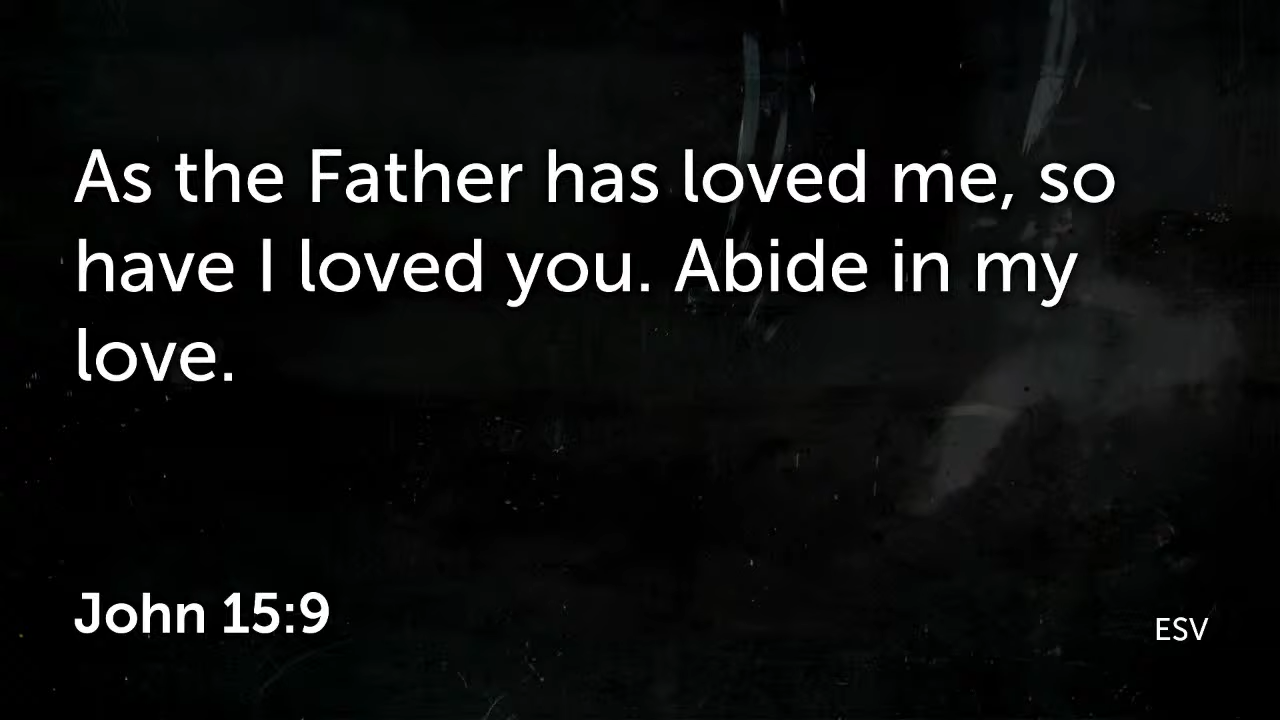 As the Father has loved me, so
have I loved you. Abide in my
love.
John 15:9
ESV